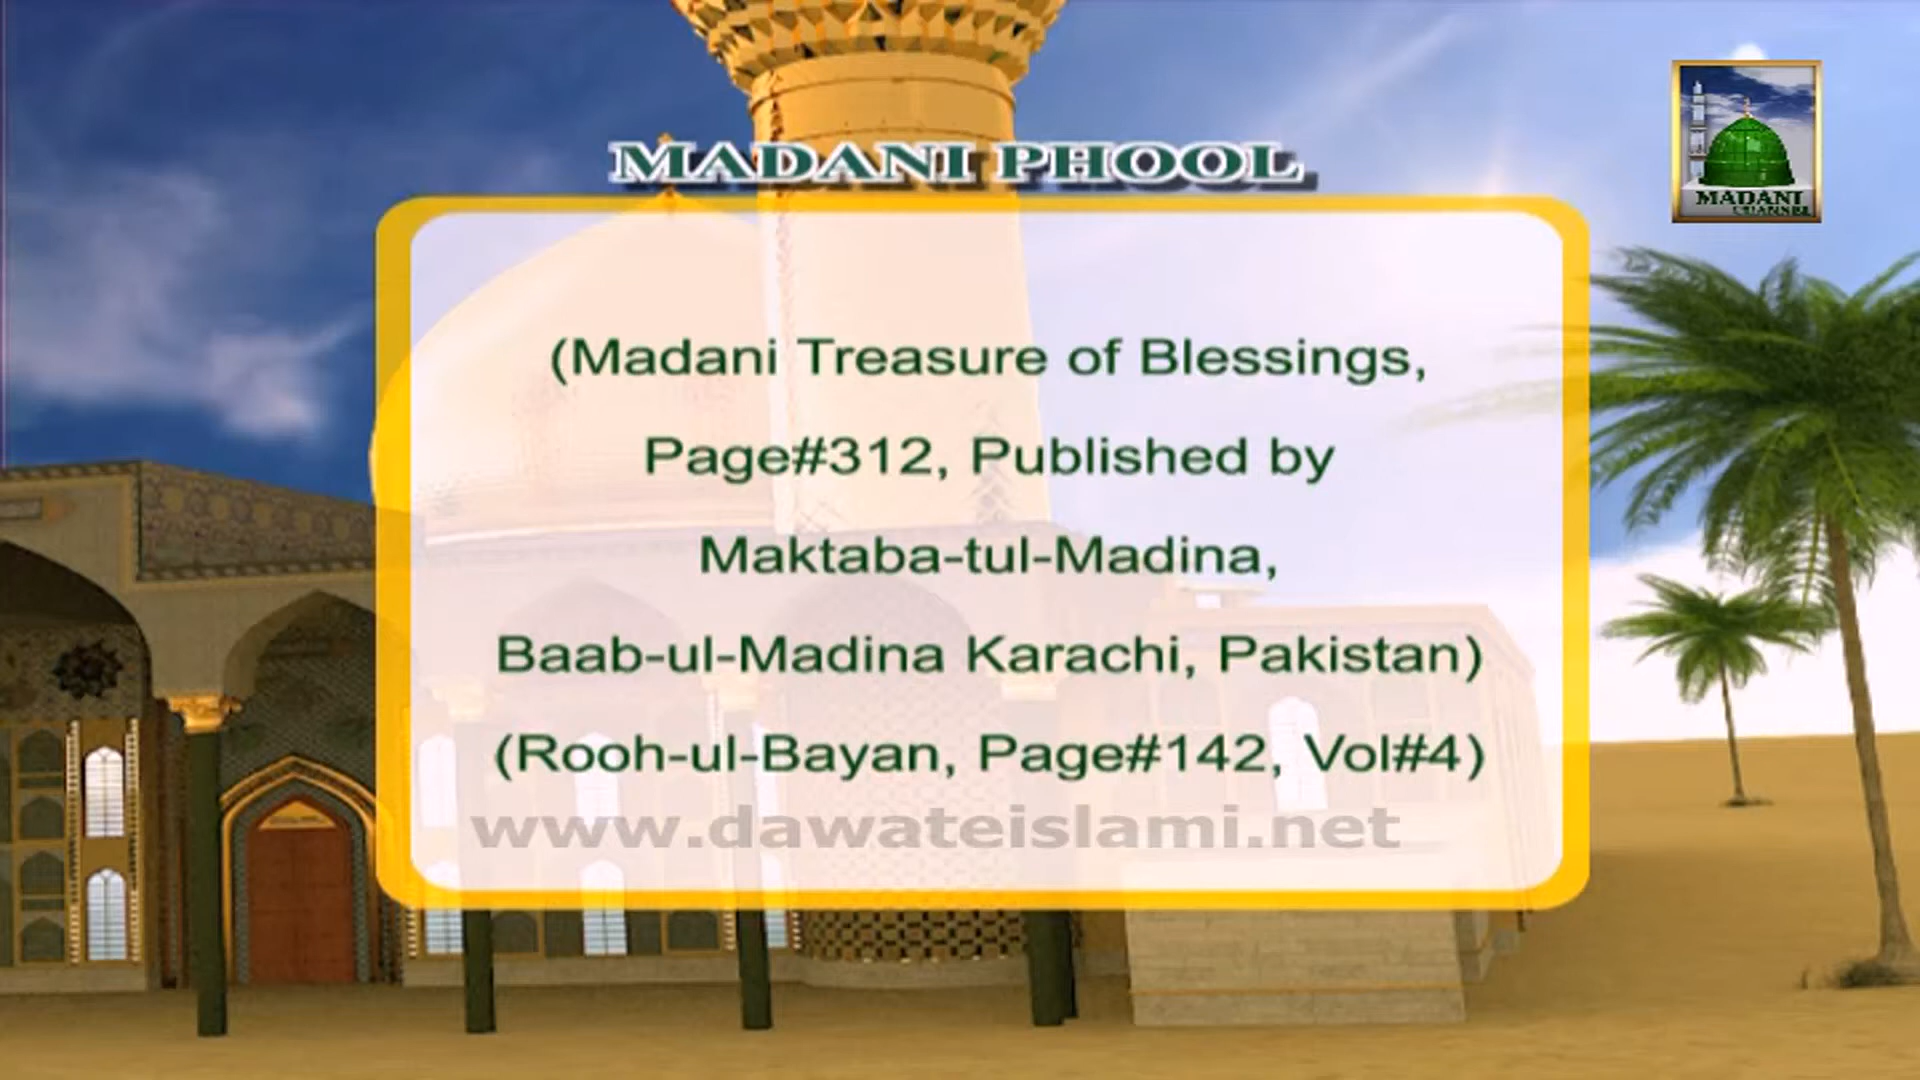 MADANI PHOOL
MADANI
CHANNEL
(Madani Treasure of Blessings,
Page#312, Published by
Maktaba-tul-Madina,
Baab-ul-Madina Karachi, Pakistan)
(Rooh-ul-Bayan, Page#142, Vol#4)
www.dawateislami.net